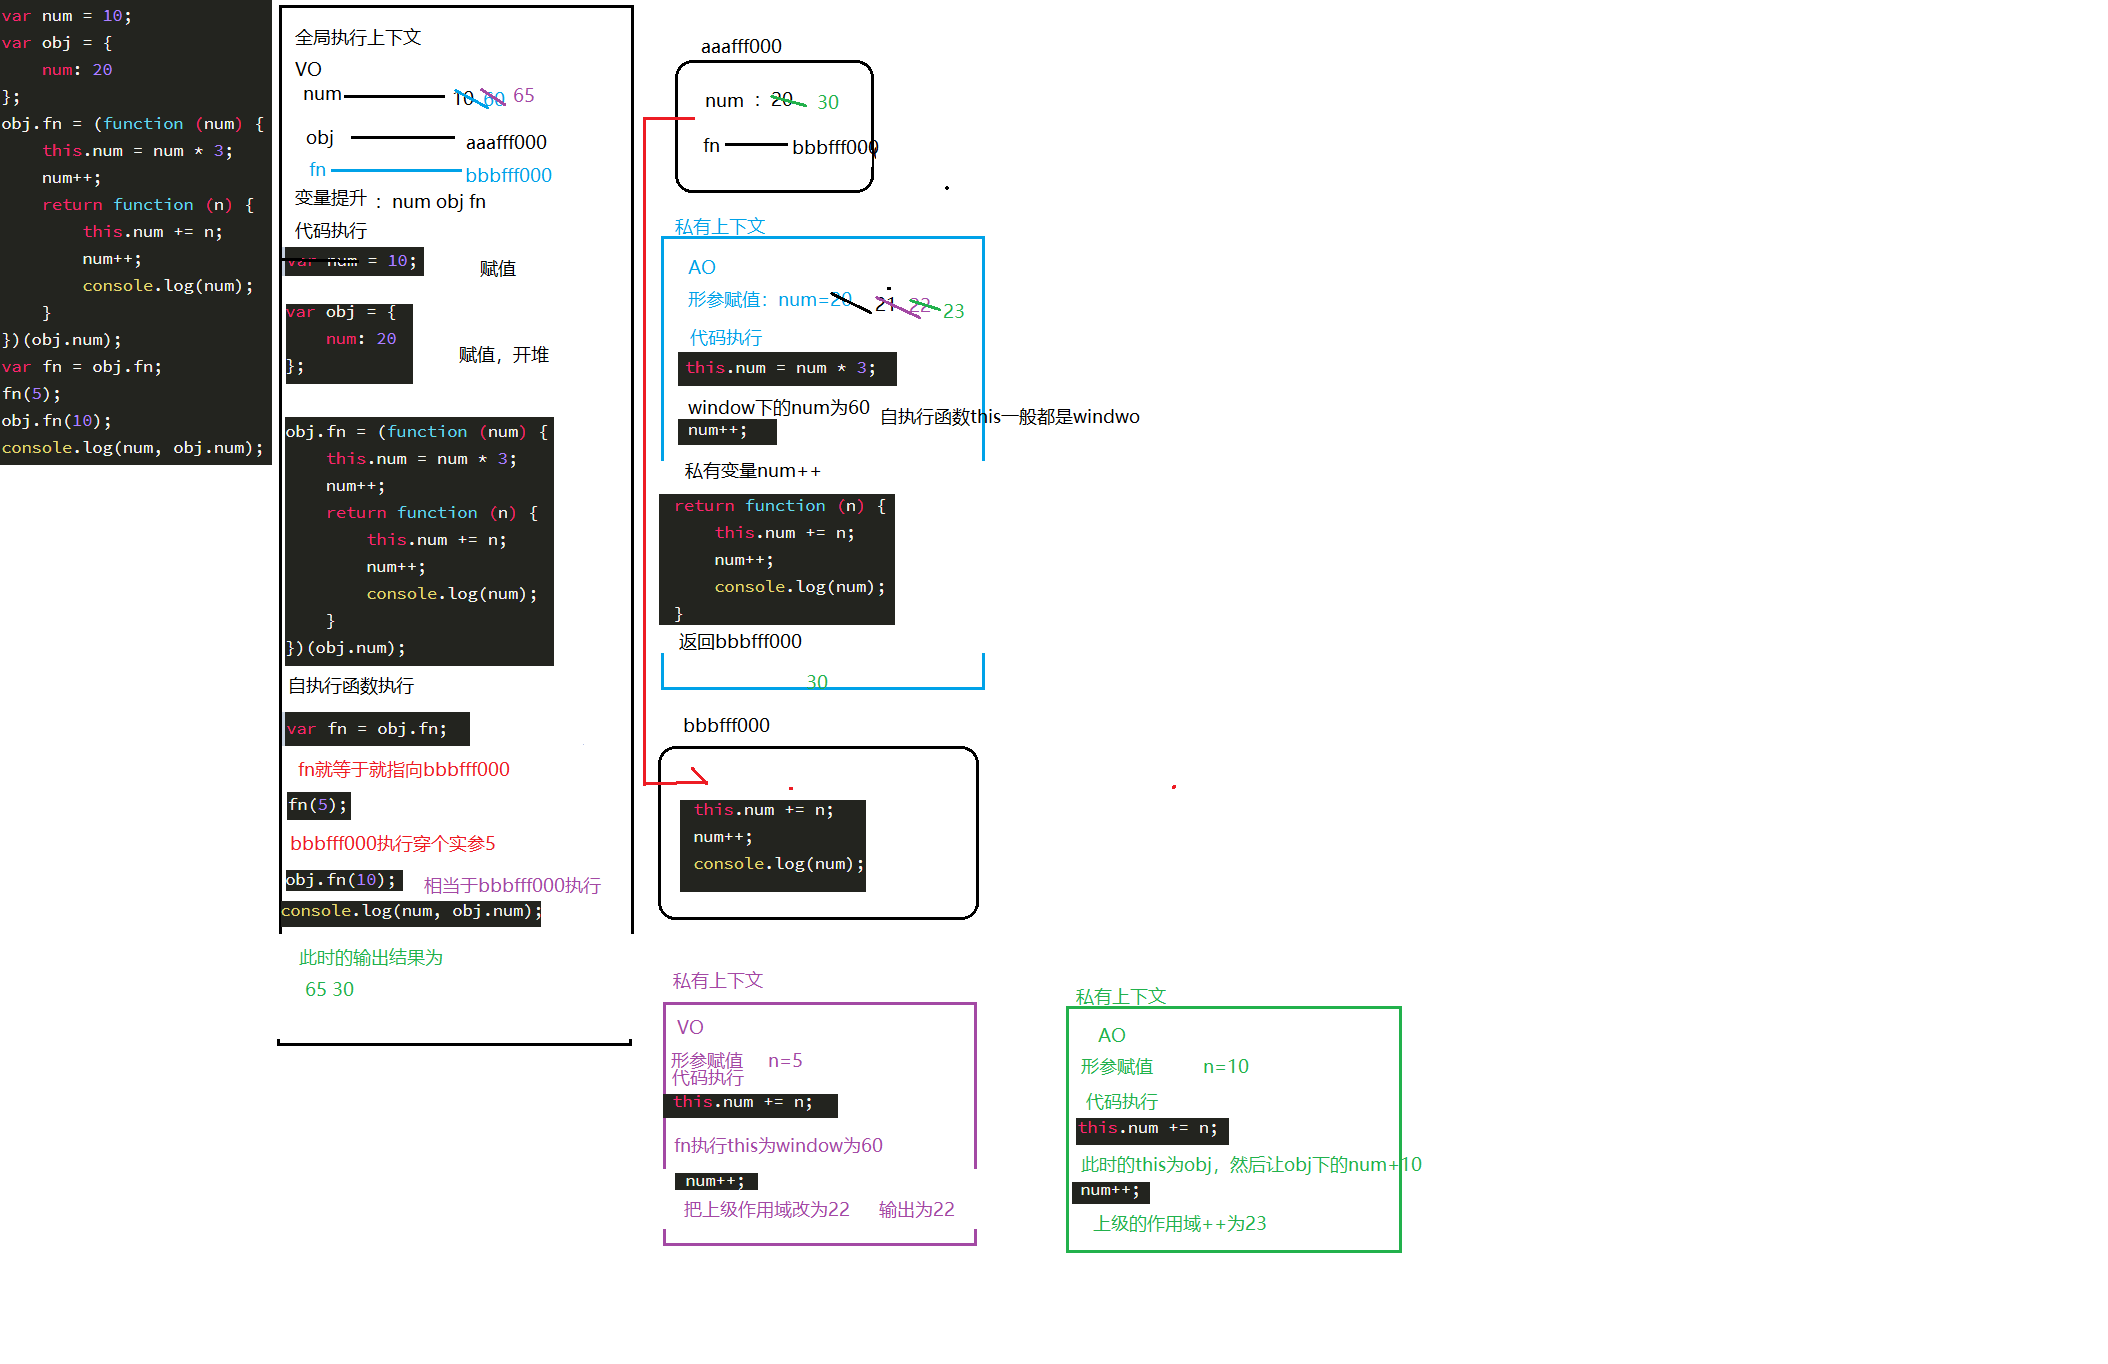 var num = 10;
var obj = {
num: 20
};
obj.fn = (function (num) {
this.num = num * 3;
num++;
return function (n) {
this.num += n;
num++;
console.log(num);
}
})(obj.num);
var fn = obj.fn;
fn(5);
obj.fn(10);
console.log(num, obj.num);
全局执行上下文
VO
num 10 60 65
obj aaafff000
fn bbbfff000
变量提升 : num obj fn
代码执行
var num = 10;
赋值
var obj = {
num: 20
};
赋值，开堆
obj.fn = (function (num) {
this.num = num * 3;
num++;
return function (n) {
this.num += n;
num++;
console.log(num);
}
})(obj.num);
自执行函数执行
var fn = obj.fn;
fn就等于就指向bbbfff000
fn(5);
bbbfff000执行穿个实参5
obj.fn(10);
相当于bbbfff000执行
console.log(num, obj.num);
此时的输出结果为
65 30
aaafff000
num : 20 30
fn bbbfff000
私有上下文
AO
形参赋值：num=20 21 22 23
代码执行
this.num = num * 3;
window下的num为60
自执行函数this一般都是windwo
num++;
私有变量num++
return function (n) {
this.num += n;
num++;
console.log(num);
}
返回bbbfff000
30
bbbfff000
this.num += n;
num++;
console.log(num);
私有上下文
VO
形参赋值 n=5
代码执行
this.num += n;
fn执行this为window为60
num++;
把上级作用域改为22 输出为22
私有上下文
AO
形参赋值 n=10
代码执行
this.num += n;
此时的this为obj，然后让obj下的num+10
num++;
上级的作用域++为23